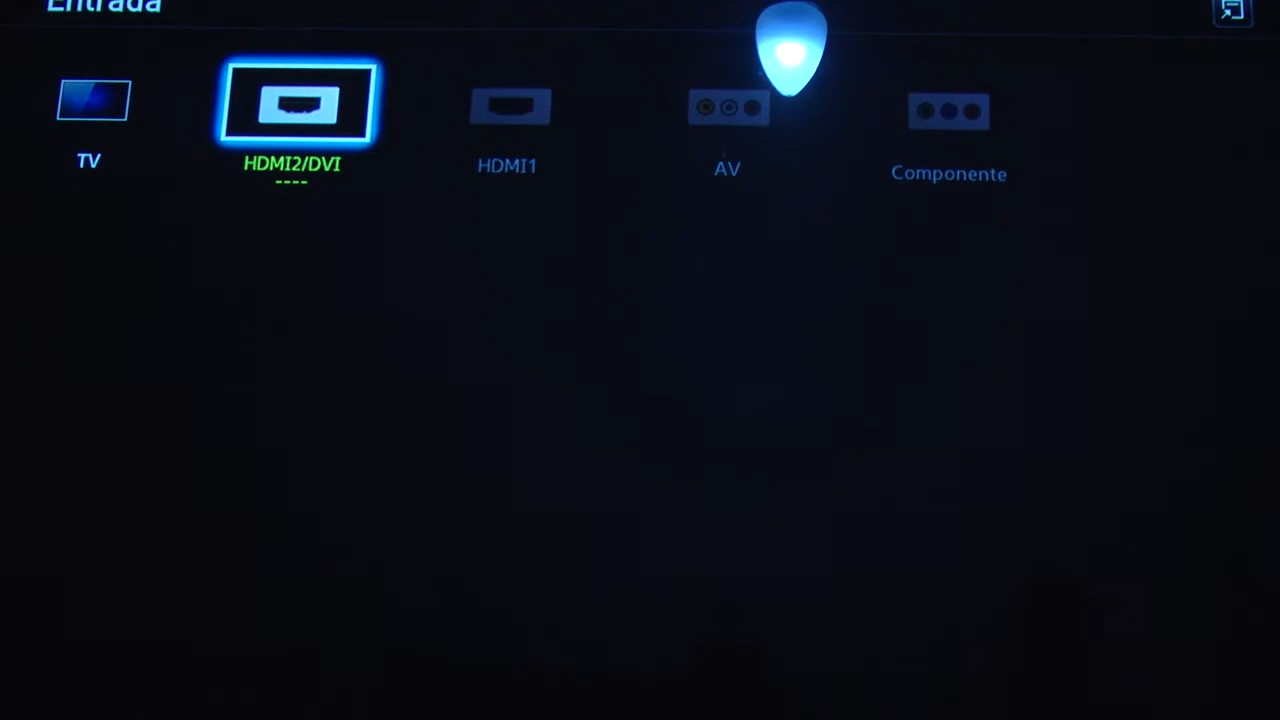 Entrada
TV
HDMI2/DVI
----
HDMI1
AV
Componente